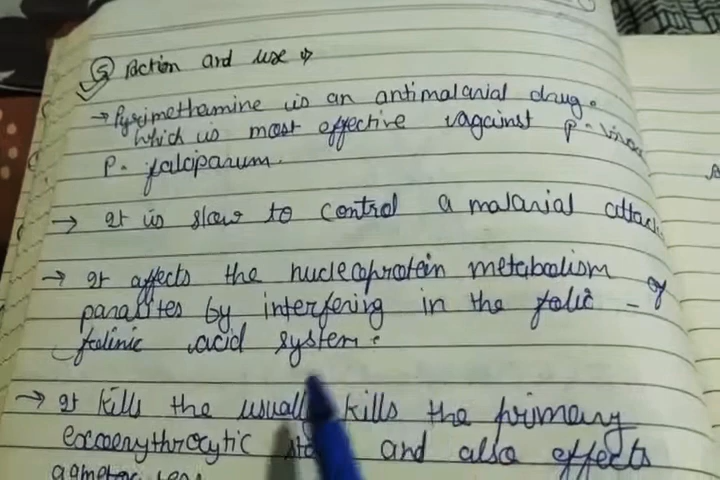 5 Action and use ⇒
→ Pyrimethamine is an antimalarial drug.
Which is most effective against P.
P. falciparum.
→ It is slow to control a malarial attack
→ It affects the nucleoprotein metabolism of
parasites by interfering in the folic -
folinic acid system.
→ It kills the usually kills the primary
exoerythrocytic and also effects